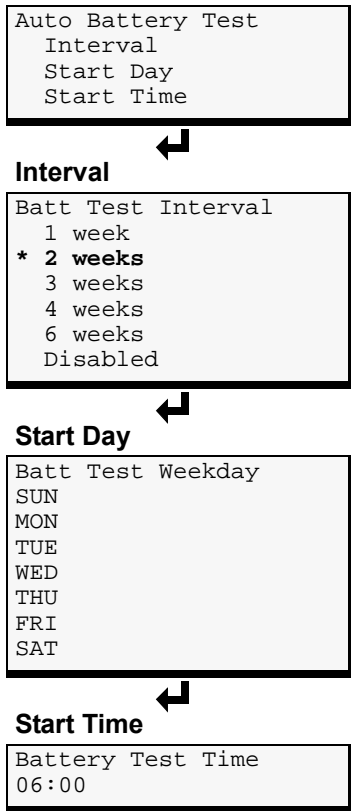 Auto Battery Test
Interval
Start Day
Start Time
Interval
Batt Test Interval
1 week
* 2 weeks
3 weeks
4 weeks
6 weeks
Disabled
Start Day
Batt Test Weekday
SUN
MON
TUE
WED
THU
FRI
SAT
Start Time
Battery Test Time
06:00